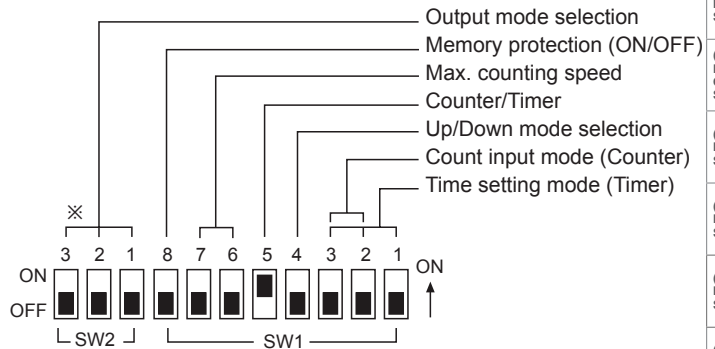 Output mode selection
Memory protection (ON/OFF)
Max. counting speed
Counter/Timer
Up/Down mode selection
Count input mode (Counter)
Time setting mode (Timer)
※
3 2 1 8 7 6 5 4 3 2 1
ON ON
OFF
SW2 SW1